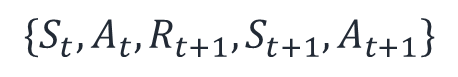 {S_t, A_t, R_{t+1}, S_{t+1}, A_{t+1}}